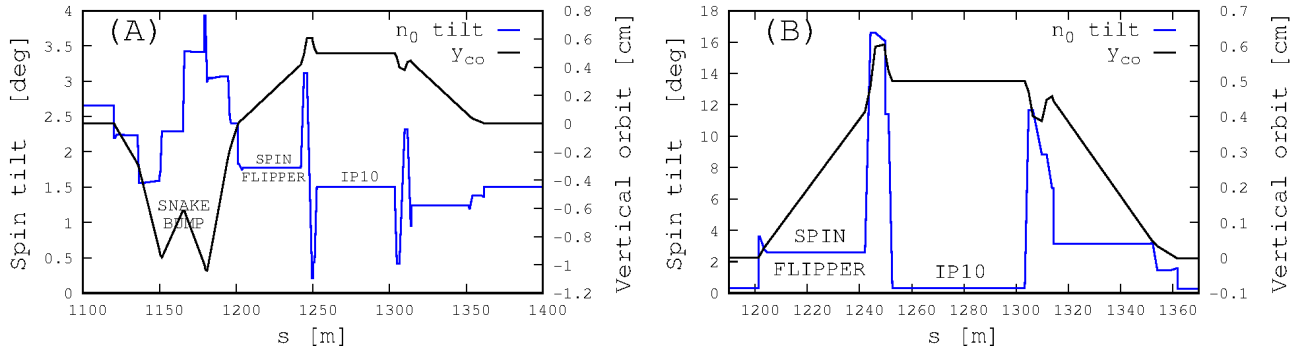 (A)
n0 tilt
yco
Spin tilt [deg]
4
3.5
3
2.5
2
1.5
1
0.5
0
SNAKE
BUMP
SPIN
FLIPPER
IP10
0.8
0.6
0.4
0.2
0
-0.2
-0.4
-0.6
-0.8
-1
-1.2
Vertical orbit [cm]
1100 1150 1200 1250 1300 1350 1400
s [m]
(B)
n0 tilt
yco
Spin tilt [deg]
18
16
14
12
10
8
6
4
2
0
SPIN
FLIPPER
IP10
0.7
0.6
0.5
0.4
0.3
0.2
0.1
0
-0.1
Vertical orbit [cm]
1200 1220 1240 1260 1280 1300 1320 1340 1360
s [m]